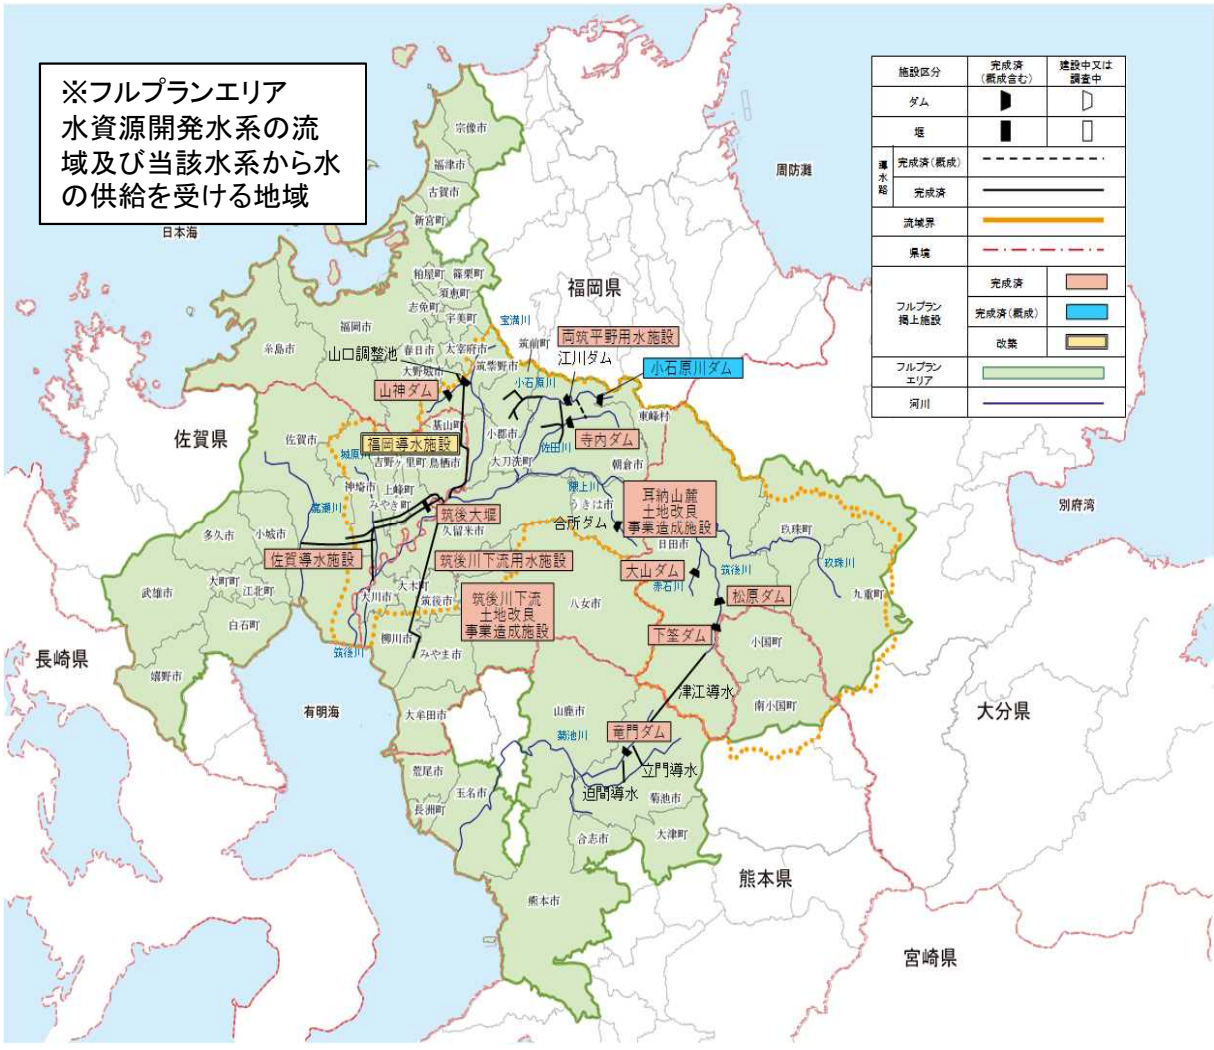 ※フルプランエリア
水資源開発水系の流
域及び当該水系から水
の供給を受ける地域
施設区分
完成済
(概成含む)
建設中又は
調査中
ダム
堰
導水路
完成済(概成)
完成済
流域界
県境
フルプラン
掲上施設
完成済
完成済(概成)
改築
フルプラン
エリア
河川
日本海
周防灘
別府湾
有明海
福岡県
佐賀県
長崎県
大分県
熊本県
宮崎県
宗像市
福津市
古賀市
新宮町
粕屋町
篠栗町
須恵町
志免町
宇美町
福岡市
糸島市
春日市
太宰府市
大野城市
筑紫野市
筑前町
宝満川
山口調整池
両筑平野用水施設
江川ダム
小石原川ダム
小石原川
山神ダム
東峰村
佐賀市
城原川
基山町
福岡導水施設
吉野ヶ里町
鳥栖市
小郡市
大刀洗町
佐田川
寺内ダム
朝倉市
神埼市
上峰町
みやき町
嘉瀬川
筑後大堰
久留米市
隈上川
うきは市
合所ダム
耳納山麓
土地改良
事業造成施設
日田市
玖珠町
玖珠川
九重町
多久市
小城市
佐賀導水施設
筑後川下流用水施設
大山ダム
赤石川
筑後川
松原ダム
武雄市
大町町
江北町
白石町
嬉野市
大川市
大木町
筑後市
筑後川下流
土地改良
事業造成施設
八女市
下筌ダム
小国町
柳川市
筑後川
みやま市
津江導水
南小国町
大牟田市
山鹿市
菊池川
竜門ダム
立門導水
迫間導水
荒尾市
玉名市
長洲町
菊池市
合志市
大津町
熊本市